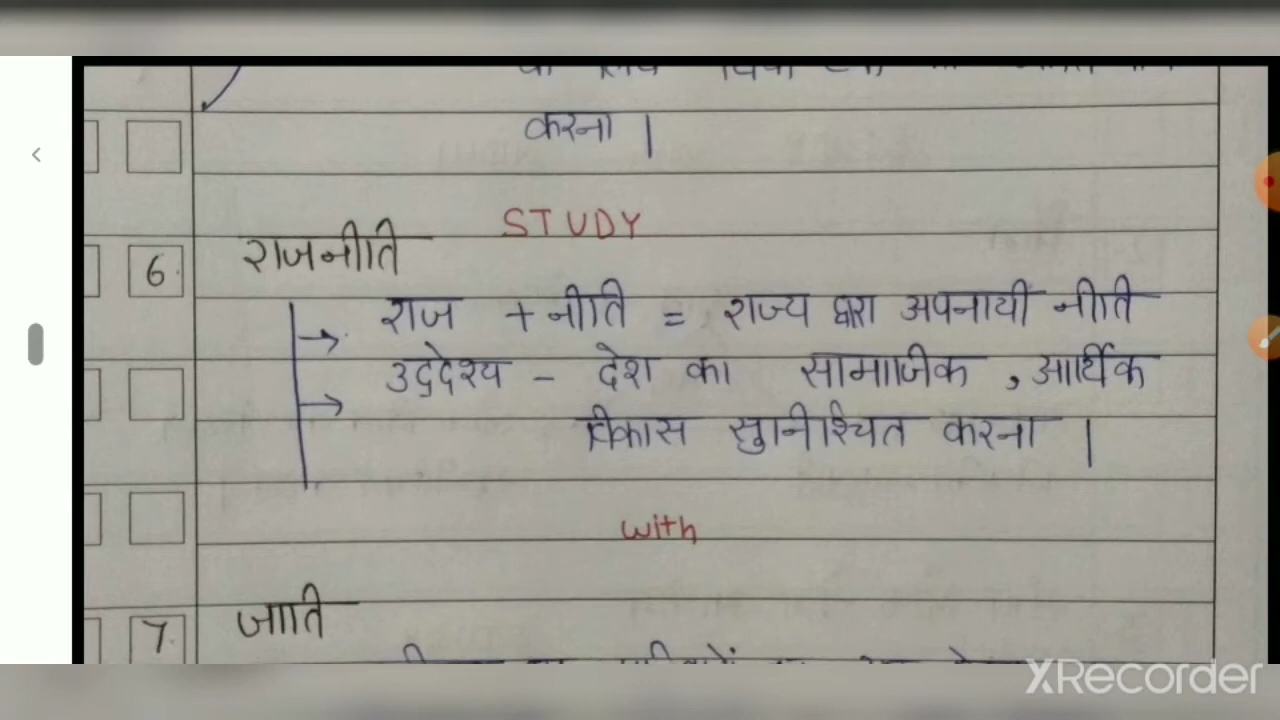 करना |
STUDY
6 राजनीति
→ राज + नीति = राज्य द्वारा अपनायी नीति
→ उद्देश्य - देश का सामाजिक , आर्थिक
विकास सुनीश्चित करना |
with
7. जाति
XRecorder